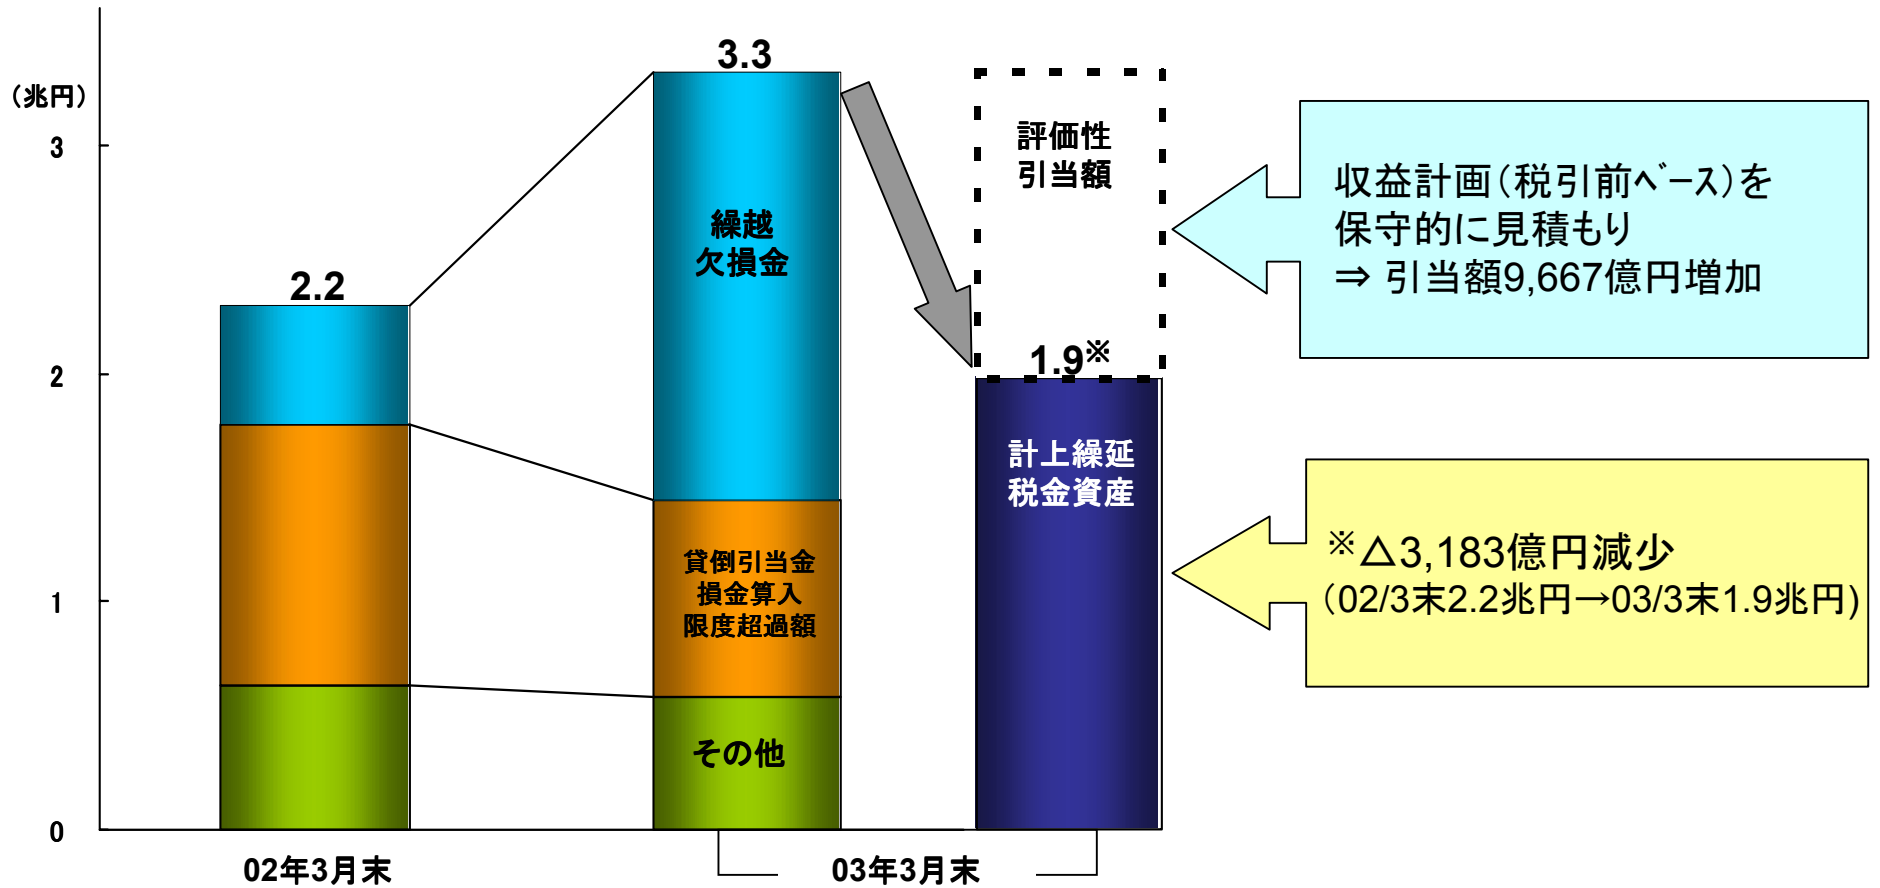 （兆円）
3
2
1
0
2.2
3.3
繰越
欠損金
貸倒引当金
損金算入
限度超過額
その他
評価性
引当額
1.9※
計上繰延
税金資産
収益計画（税引前ﾍﾞｰｽ）を
保守的に見積もり
⇒ 引当額9,667億円増加
※△3,183億円減少
（02/3末2.2兆円→03/3末1.9兆円)
02年3月末
03年3月末